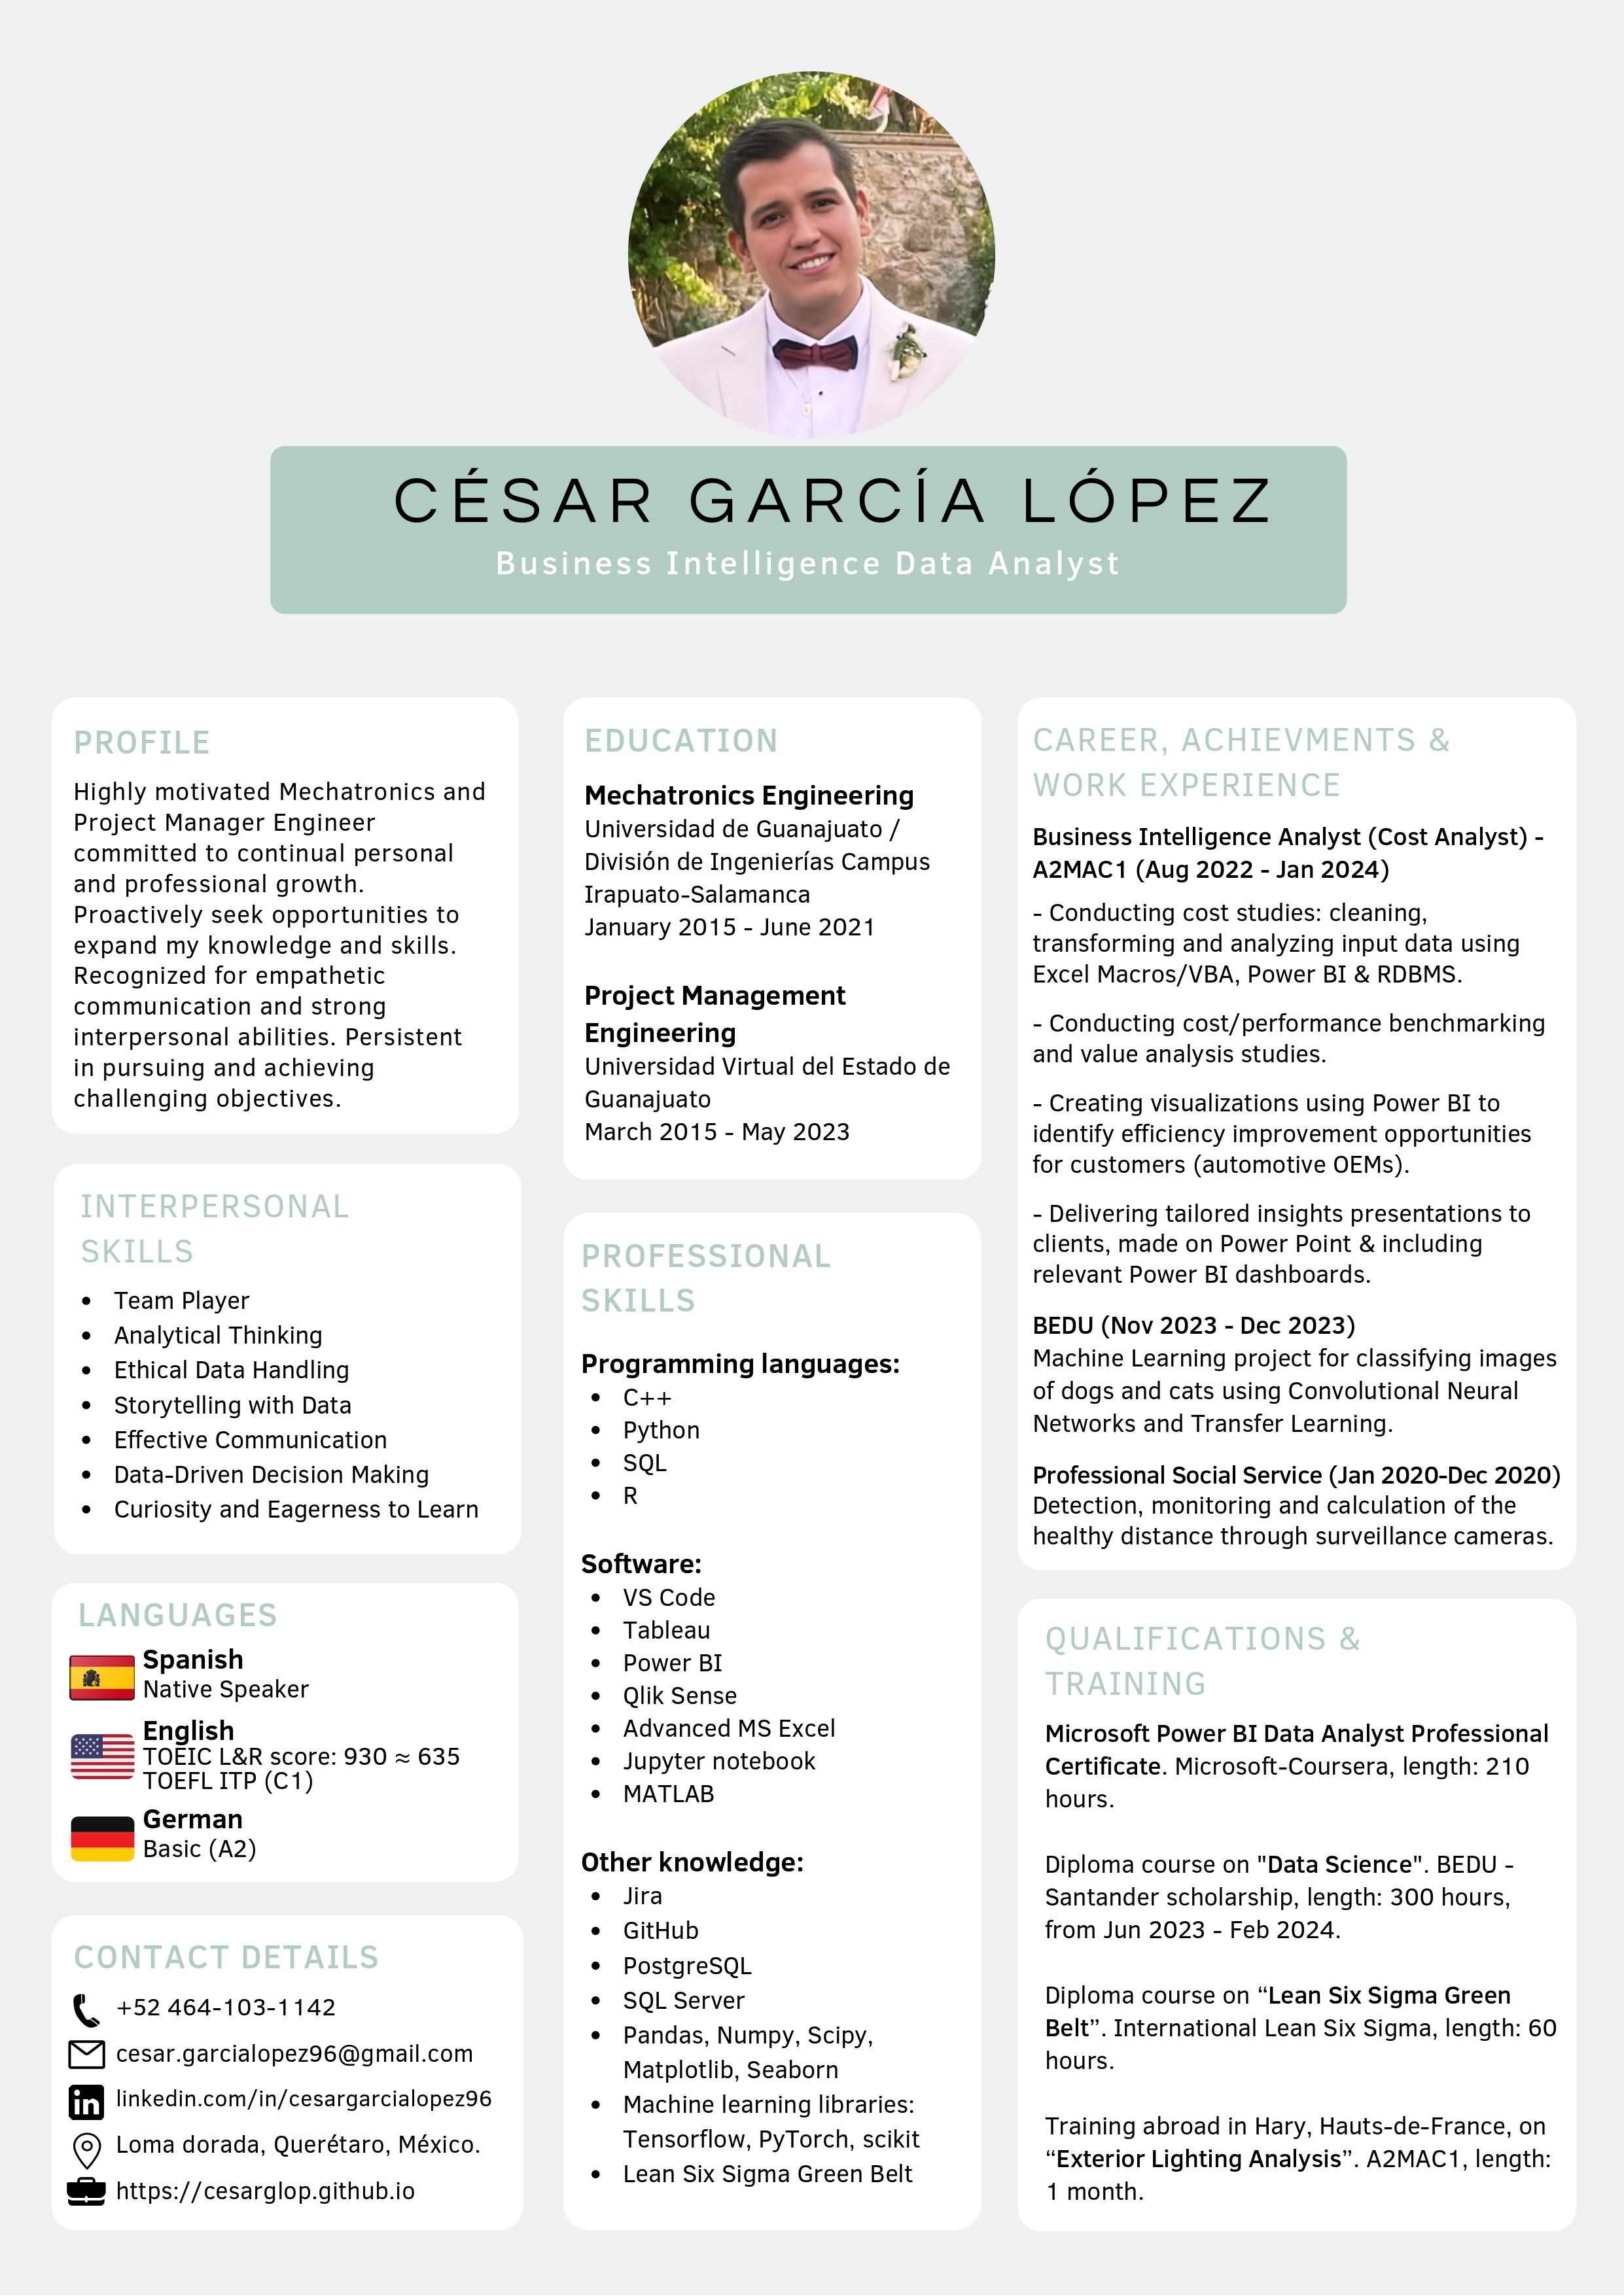 CÉSAR GARCÍA LÓPEZ
Business Intelligence Data Analyst
PROFILE
Highly motivated Mechatronics and
Project Manager Engineer
committed to continual personal
and professional growth.
Proactively seek opportunities to
expand my knowledge and skills.
Recognized for empathetic
communication and strong
interpersonal abilities. Persistent
in pursuing and achieving
challenging objectives.
INTERPERSONAL
SKILLS
• Team Player
• Analytical Thinking
• Ethical Data Handling
• Storytelling with Data
• Effective Communication
• Data-Driven Decision Making
• Curiosity and Eagerness to Learn
LANGUAGES
Spanish
Native Speaker
English
TOEIC L&R score: 930 ≈ 635
TOEFL ITP (C1)
German
Basic (A2)
CONTACT DETAILS
+52 464-103-1142
cesar.garcialopez96@gmail.com
in linkedin.com/in/cesargarcialopez96
Loma dorada, Querétaro, México.
https://cesarglop.github.io
EDUCATION
Mechatronics Engineering
Universidad de Guanajuato /
División de Ingenierías Campus
Irapuato-Salamanca
January 2015 - June 2021
Project Management
Engineering
Universidad Virtual del Estado de
Guanajuato
March 2015 - May 2023
PROFESSIONAL
SKILLS
Programming languages:
• C++
• Python
• SQL
• R
Software:
• VS Code
• Tableau
• Power BI
• Qlik Sense
• Advanced MS Excel
• Jupyter notebook
• MATLAB
Other knowledge:
• Jira
• GitHub
• PostgreSQL
• SQL Server
• Pandas, Numpy, Scipy,
Matplotlib, Seaborn
• Machine learning libraries:
Tensorflow, PyTorch, scikit
• Lean Six Sigma Green Belt
CAREER, ACHIEVMENTS &
WORK EXPERIENCE
Business Intelligence Analyst (Cost Analyst) -
A2MAC1 (Aug 2022 - Jan 2024)
- Conducting cost studies: cleaning,
transforming and analyzing input data using
Excel Macros/VBA, Power BI & RDBMS.
- Conducting cost/performance benchmarking
and value analysis studies.
- Creating visualizations using Power BI to
identify efficiency improvement opportunities
for customers (automotive OEMs).
- Delivering tailored insights presentations to
clients, made on Power Point & including
relevant Power BI dashboards.
BEDU (Nov 2023 - Dec 2023)
Machine Learning project for classifying images
of dogs and cats using Convolutional Neural
Networks and Transfer Learning.
Professional Social Service (Jan 2020-Dec 2020)
Detection, monitoring and calculation of the
healthy distance through surveillance cameras.
QUALIFICATIONS &
TRAINING
Microsoft Power BI Data Analyst Professional
Certificate. Microsoft-Coursera, length: 210
hours.
Diploma course on "Data Science". BEDU -
Santander scholarship, length: 300 hours,
from Jun 2023 - Feb 2024.
Diploma course on “Lean Six Sigma Green
Belt”. International Lean Six Sigma, length: 60
hours.
Training abroad in Hary, Hauts-de-France, on
“Exterior Lighting Analysis”. A2MAC1, length:
1 month.